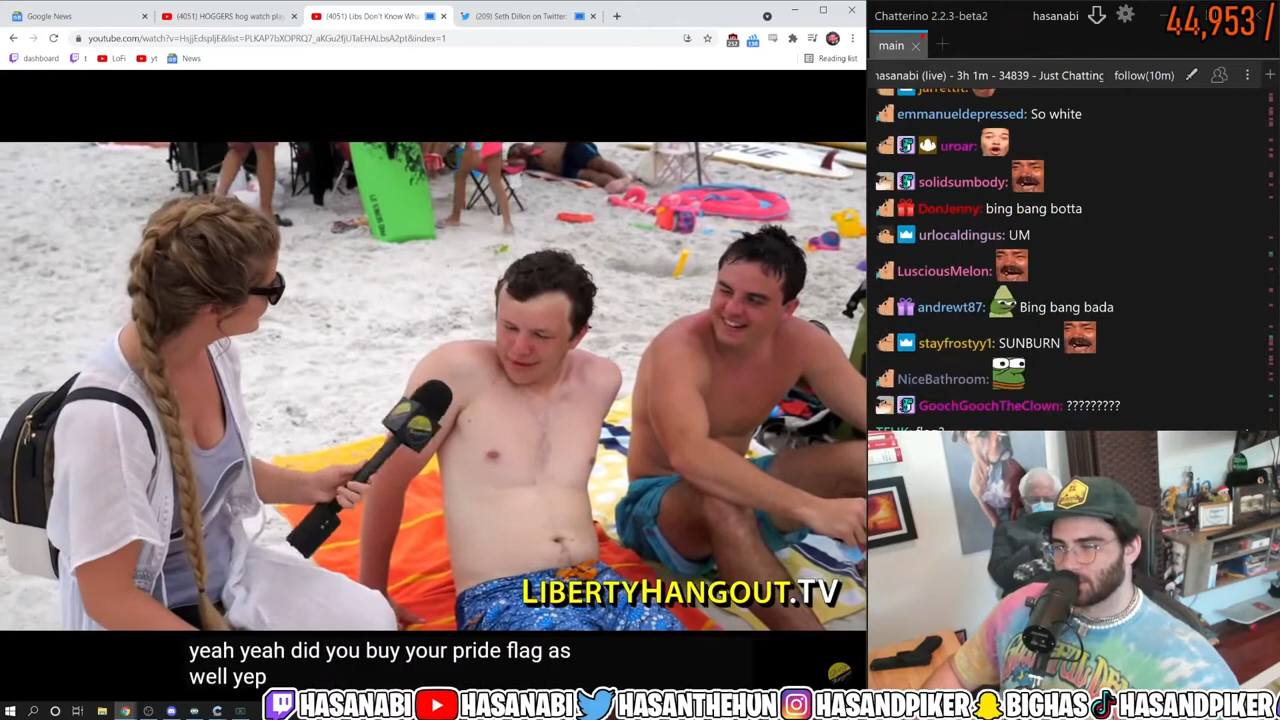 Google News
(4051) HOGGERS hog watch play
(4051) Libs Don't Know Wh
(209) Seth Dillon on Twitter:
youtube.com/watch?v=HsjjEdspljE&list=PLKAP7bXOPRQ7_aKGu2fjUTaEHALbsA2pt&index=1
dashboard
t
LoFi
yt
News
Reading list
LIBERTYHANGOUT.TV
yeah yeah did you buy your pride flag as
well yep
Chatterino 2.2.3-beta2
hasanabi
44,953 /
main
hasanabi (live) - 3h 1m - 34839 - Just Chatting
follow(10m)
jarrettit:
emmanueldepressed: So white
uroar:
solidsumbody:
DonJenny: bing bang botta
urlocaldingus: UM
LusciousMelon:
andrewt87: Bing bang bada
stayfrostyy1: SUNBURN
NiceBathroom:
GoochGoochTheClown: ?????????
HASANABI
HASANABI
HASANTHEHUN
HASANDPIKER
BIGHAS
HASANDPIKER